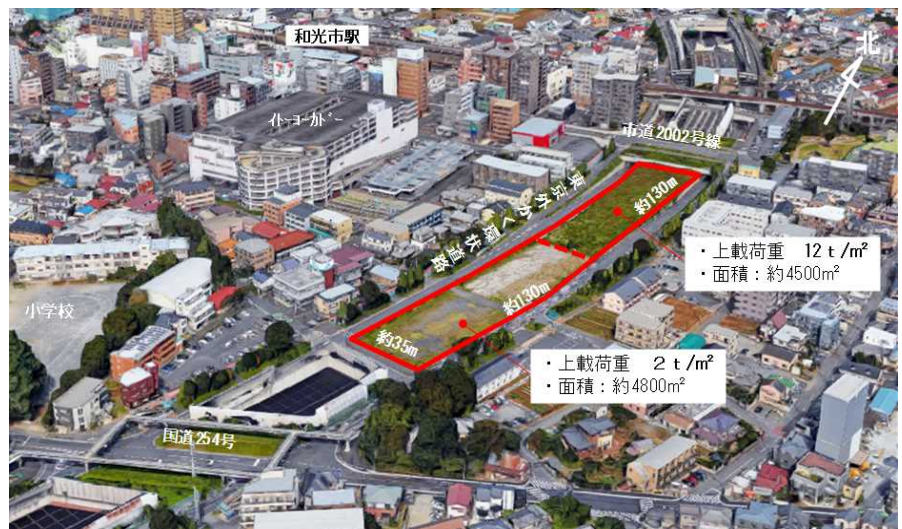 和光市駅
北
市道2002号線
イトーヨーカドー
東京外かく環状道路
約130m
・上載荷重 12ｔ/㎡
・面積：約4500㎡
約130m
小学校
約35m
・上載荷重 2ｔ/㎡
・面積：約4800㎡
国道254号